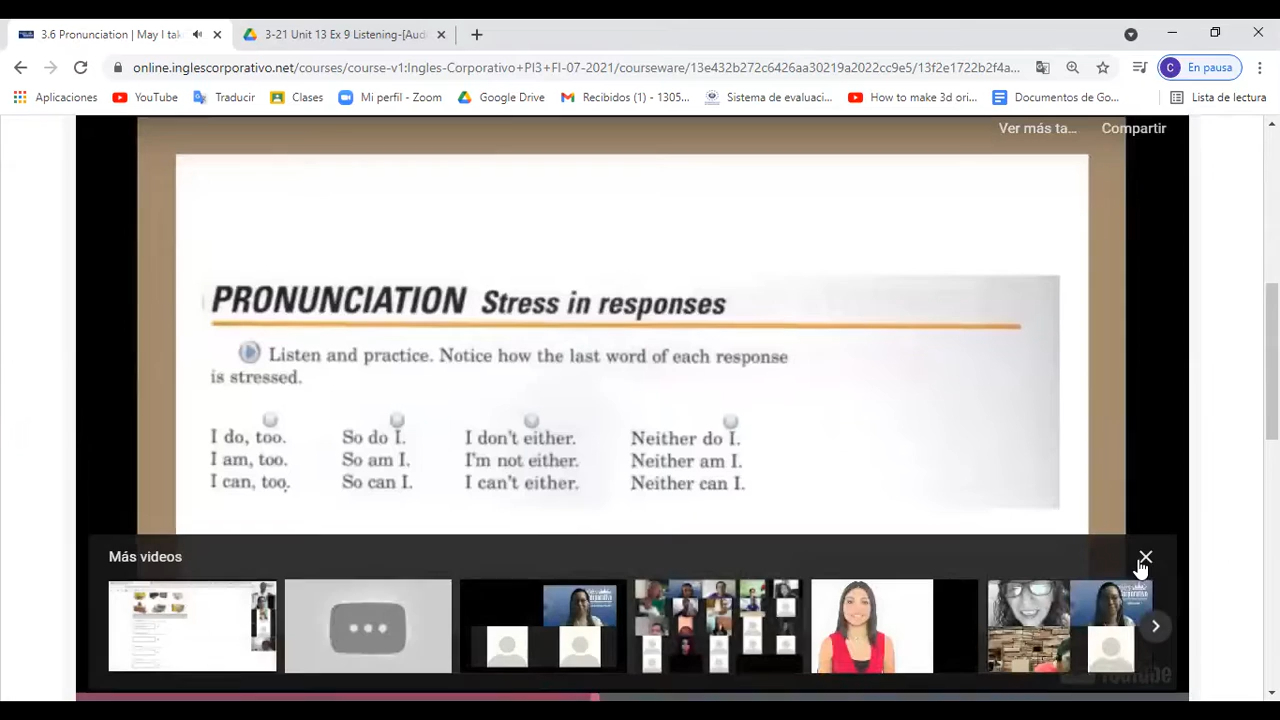 3.6 Pronunciation | May I tak
3-21 Unit 13 Ex 9 Listening-[Aud
online.inglescorporativo.net/courses/course-v1:Ingles-Corporativo+PI3+FI-07-2021/courseware/13e432b272c6426aa30219a2022cc9e5/13f2e1722b2f4a...
C En pausa
Aplicaciones YouTube Traducir Clases Mi perfil - Zoom Google Drive Recibidos (1) - 1305... Sistema de evaluaci... How to make 3d ori... Documentos de Go... Lista de lectura
Ver más ta... Compartir
PRONUNCIATION Stress in responses
Listen and practice. Notice how the last word of each response
is stressed.
I do, too. So do I. I don't either. Neither do I.
I am, too. So am I. I'm not either. Neither am I.
I can, too. So can I. I can't either. Neither can I.
Más videos
YouTube